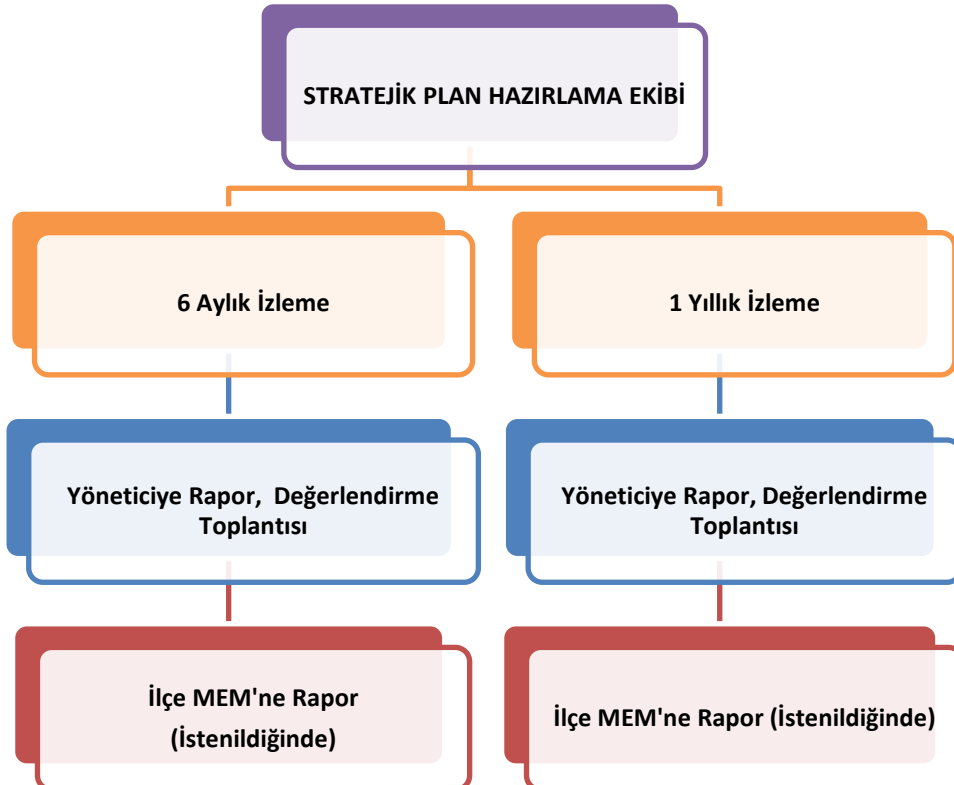 STRATEJİK PLAN HAZIRLAMA EKİBİ
6 Aylık İzleme
1 Yıllık İzleme
Yöneticiye Rapor, Değerlendirme
Toplantısı
Yöneticiye Rapor, Değerlendirme
Toplantısı
İlçe MEM'ne Rapor
(İstenildiğinde)
İlçe MEM'ne Rapor (İstenildiğinde)